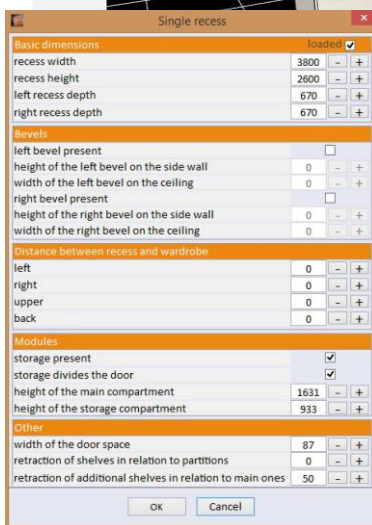 Single recess
Basic dimensions loaded
recess width 3800 - +
recess height 2600 - +
left recess depth 670 - +
right recess depth 670 - +
Bevels
left bevel present
height of the left bevel on the side wall 0 - +
width of the left bevel on the ceiling 0 - +
right bevel present
height of the right bevel on the side wall 0 - +
width of the right bevel on the ceiling 0 - +
Distance between recess and wardrobe
left 0 - +
right 0 - +
upper 0 - +
back 0 - +
Modules
storage present
storage divides the door
height of the main compartment 1631 - +
height of the storage compartment 933 - +
Other
width of the door space 87 - +
retraction of shelves in relation to partitions 0 - +
retraction of additional shelves in relation to main ones 50 - +
OK Cancel